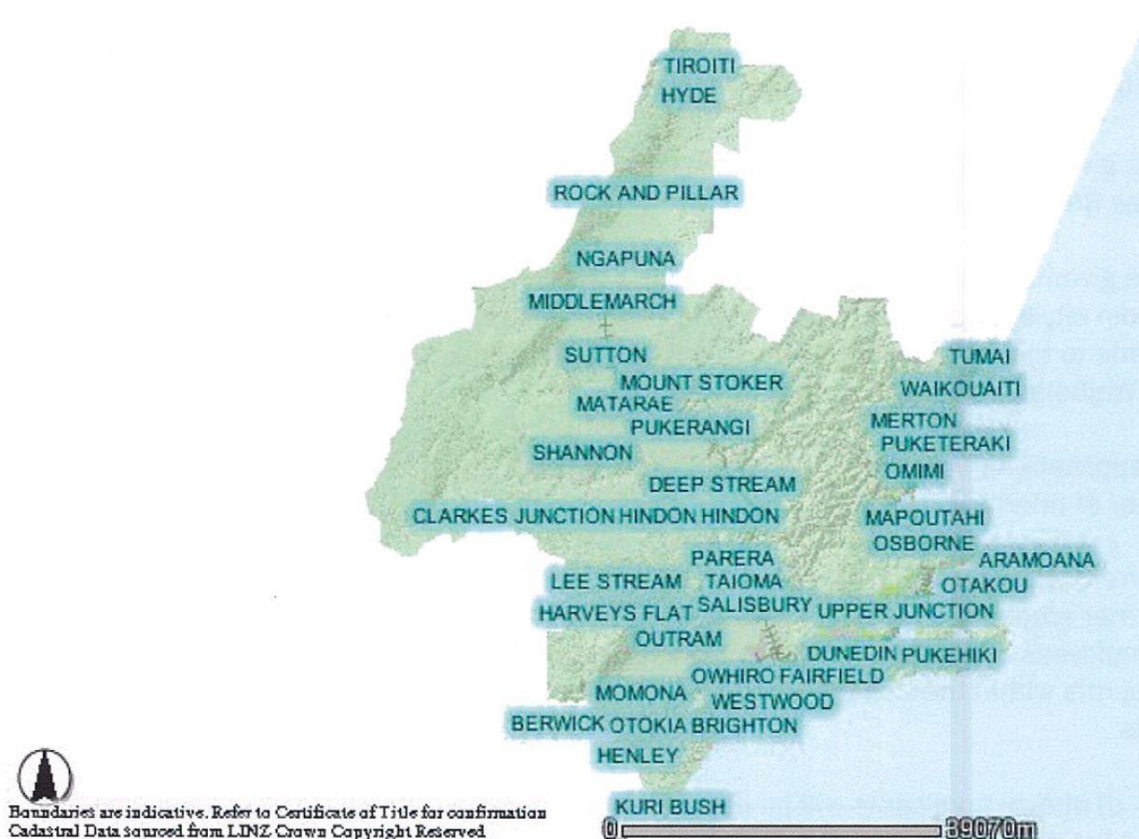 TIROITI
HYDE
ROCK AND PILLAR
NGAPUNA
MIDDLEMARCH
SUTTON
TUMAI
MOUNT STOKER
WAIKOUAITI
MATARAE
MERTON
PUKERANGI
PUKETERAKI
SHANNON
OMIMI
DEEP STREAM
CLARKES JUNCTION HINDON HINDON
MAPOUTAHI
OSBORNE
PARERA
ARAMOANA
LEE STREAM
TAIOMA
OTAKOU
HARVEYS FLAT
SALISBURY
UPPER JUNCTION
OUTRAM
DUNEDIN
PUKEHIKI
OWHIRO FAIRFIELD
MOMONA
WESTWOOD
BERWICK OTOKIA BRIGHTON
HENLEY
KURI BUSH
Boundaries are indicative. Refer to Certificate of Title for confirmation
Cadastral Data sourced from LINZ Crown Copyright Reserved
0 39070m